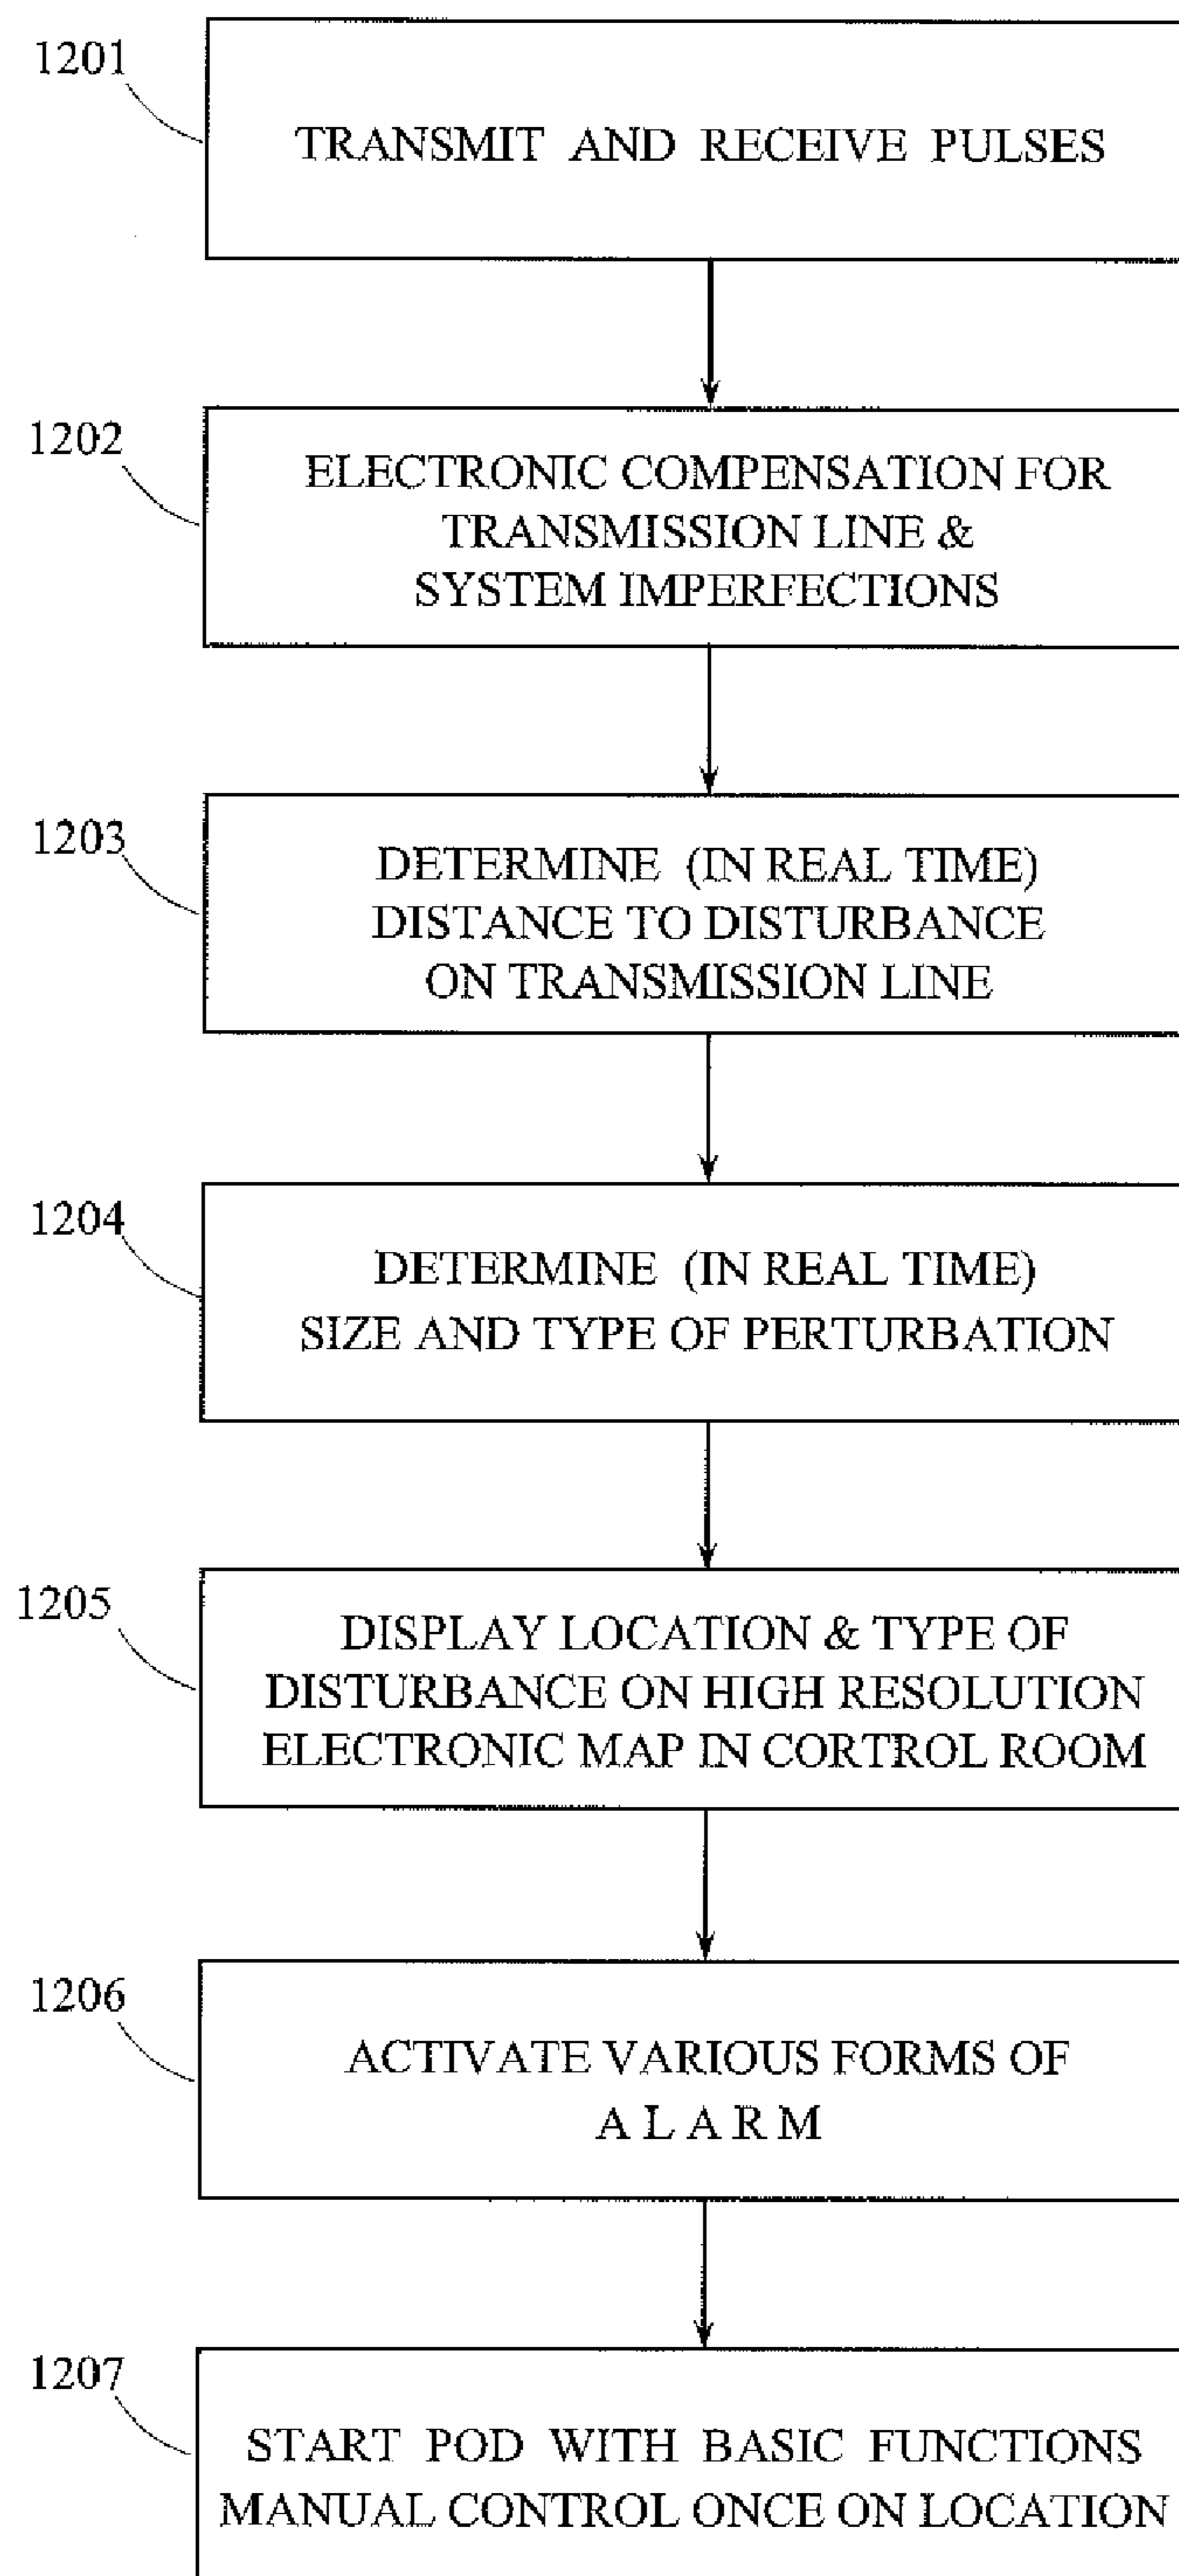 1201
TRANSMIT AND RECEIVE PULSES
1202
ELECTRONIC COMPENSATION FOR
TRANSMISSION LINE &
SYSTEM IMPERFECTIONS
1203
DETERMINE (IN REAL TIME)
DISTANCE TO DISTURBANCE
ON TRANSMISSION LINE
1204
DETERMINE (IN REAL TIME)
SIZE AND TYPE OF PERTURBATION
1205
DISPLAY LOCATION & TYPE OF
DISTURBANCE ON HIGH RESOLUTION
ELECTRONIC MAP IN CORTROL ROOM
1206
ACTIVATE VARIOUS FORMS OF
A L A R M
1207
START POD WITH BASIC FUNCTIONS
MANUAL CONTROL ONCE ON LOCATION